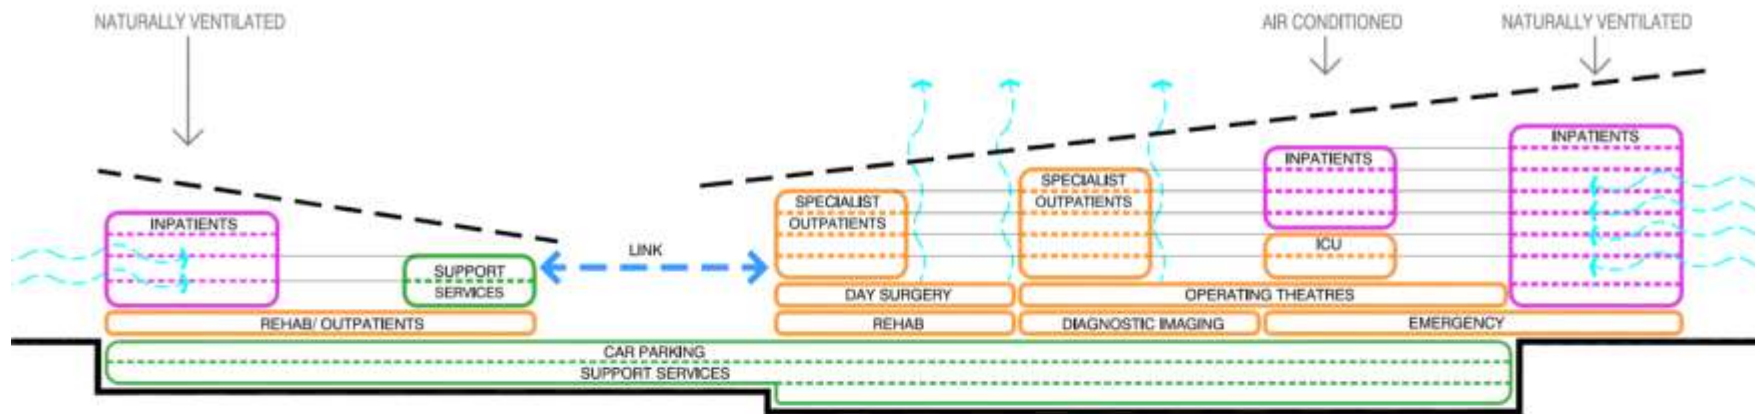 NATURALLY VENTILATED
AIR CONDITIONED
NATURALLY VENTILATED
INPATIENTS
SUPPORT
SERVICES
REHAB/ OUTPATIENTS
LINK
SPECIALIST
OUTPATIENTS
SPECIALIST
OUTPATIENTS
INPATIENTS
ICU
INPATIENTS
DAY SURGERY
OPERATING THEATRES
REHAB
DIAGNOSTIC IMAGING
EMERGENCY
CAR PARKING
SUPPORT SERVICES